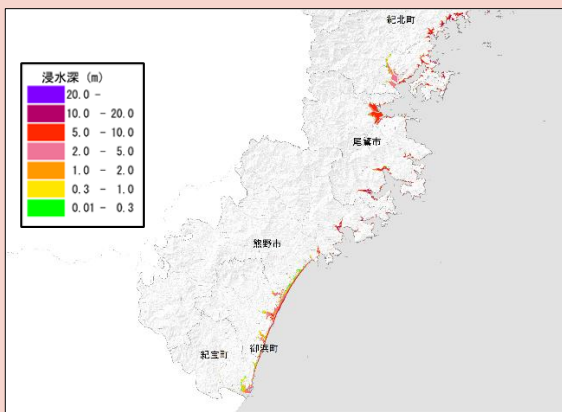 紀北町
浸水深 (m)
20.0 -
10.0 - 20.0
5.0 - 10.0
2.0 - 5.0
1.0 - 2.0
0.3 - 1.0
0.01 - 0.3
尾鷲市
熊野市
御浜町
紀宝町